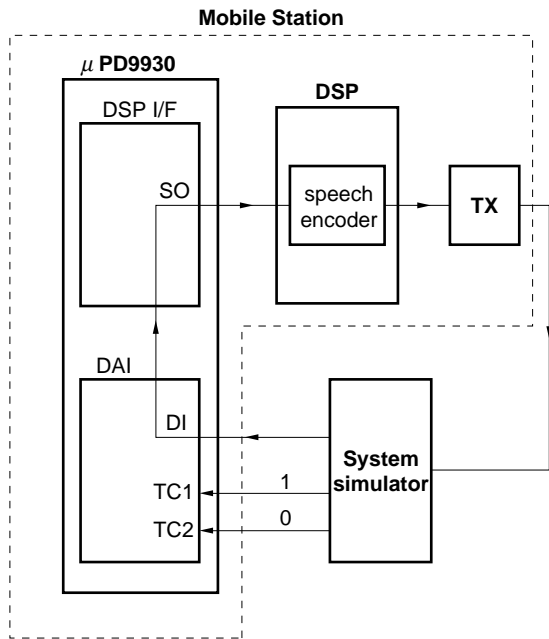 Mobile Station
μ PD9930
DSP I/F
DSP
SO
speech
encoder
TX
DAI
DI
System
simulator
TC1
1
TC2
0